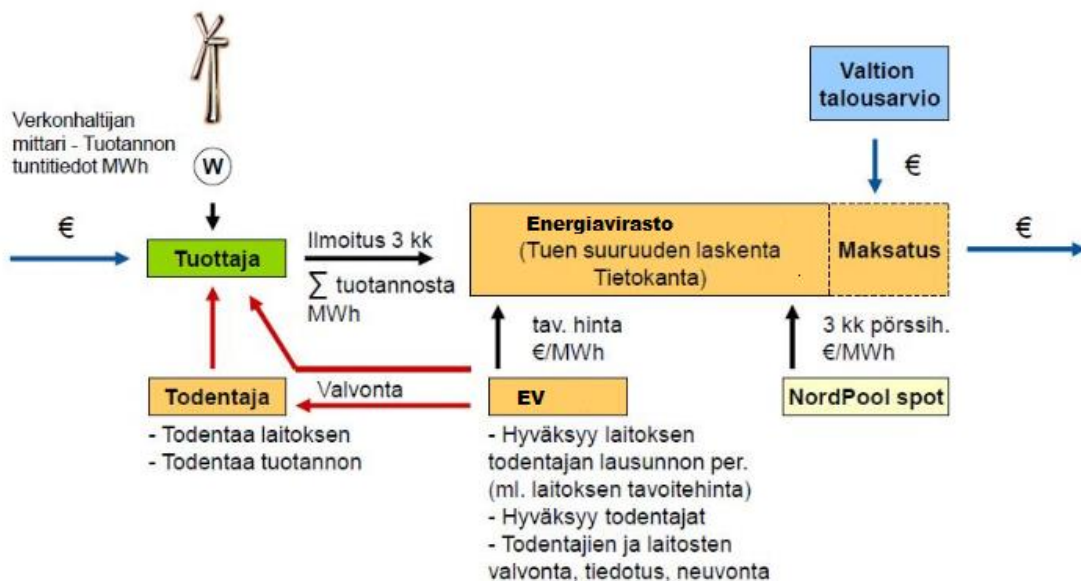 Verkonhaltijan
mittari - Tuotannon
tuntitiedot MWh
W
€
Tuottaja
Ilmoitus 3 kk
∑ tuotannosta
MWh
Valtion
talousarvio
€
Energiavirasto
(Tuen suuruuden laskenta
Tietokanta)
Maksatus
€
tav. hinta
€/MWh
3 kk pörssih.
€/MWh
Todentaja
Valvonta
EV
NordPool spot
- Todentaa laitoksen
- Todentaa tuotannon
- Hyväksyy laitoksen
todentajan lausunnon per.
(ml. laitoksen tavoitehinta)
- Hyväksyy todentajat
- Todentajien ja laitosten
valvonta, tiedotus, neuvonta